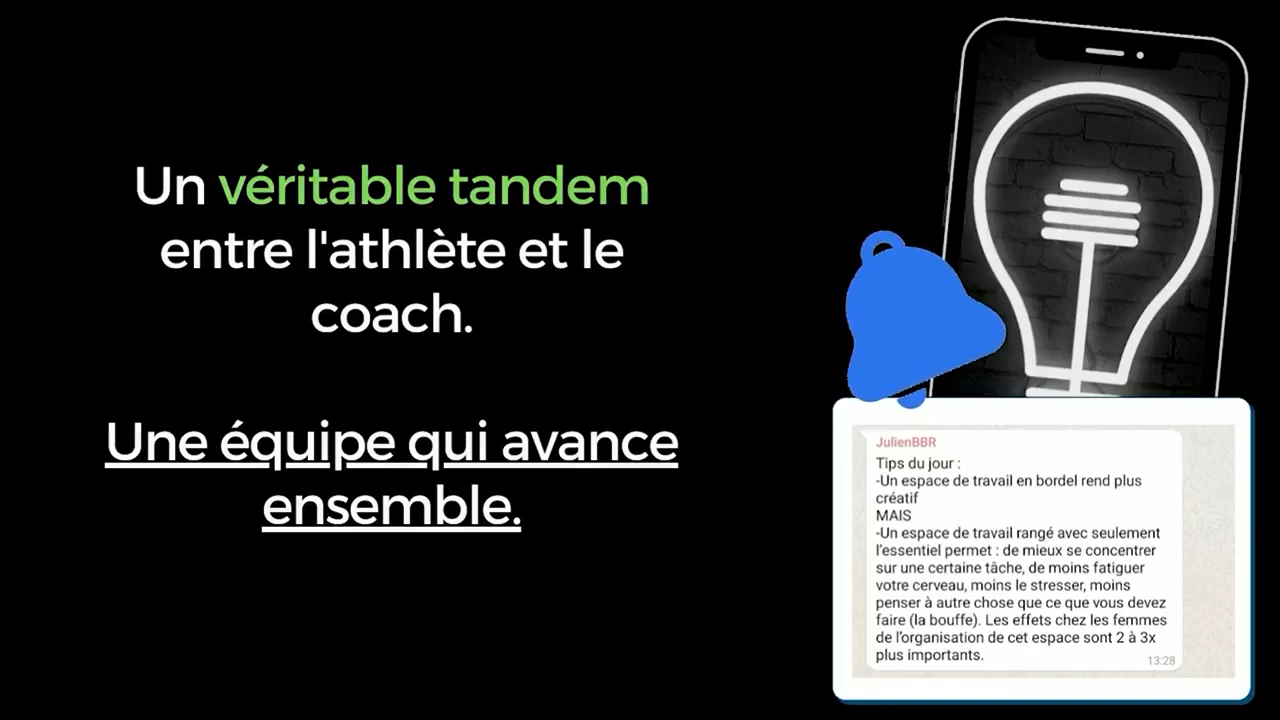 Un véritable tandem
entre l'athlète et le
coach.
Une équipe qui avance
ensemble.
JulienBBR
Tips du jour :
-Un espace de travail en bordel rend plus
créatif
MAIS
-Un espace de travail rangé avec seulement
l'essentiel permet : de mieux se concentrer
sur une certaine tâche, de moins fatiguer
votre cerveau, moins le stresser, moins
penser à autre chose que ce que vous devez
faire (la bouffe). Les effets chez les femmes
de l'organisation de cet espace sont 2 à 3x
plus importants.
13:28